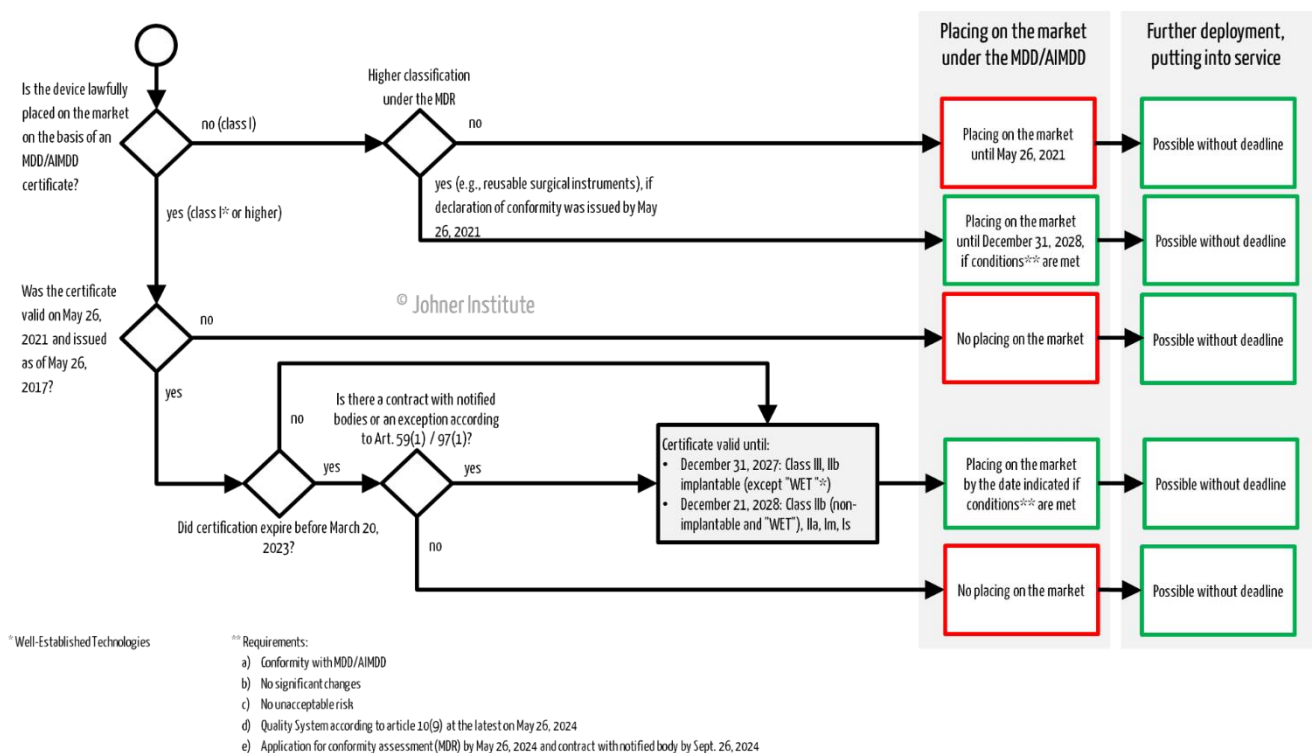 Placing on the market
under the MDD/AIMDD
Further deployment,
putting into service
Is the device lawfully
placed on the market
on the basis of an
MDD/AIMDD
certificate?
no (class I)
Higher classification
under the MDR
no
Placing on the market
until May 26, 2021
Possible without deadline
yes (e.g., reusable surgical instruments), if
declaration of conformity was issued by May
26, 2021
Placing on the market
until December 31, 2028,
if conditions** are met
Possible without deadline
yes (class I* or higher)
Was the certificate
valid on May 26,
2021 and issued
as of May 26,
2017?
© Johner Institute
no
No placing on the market
Possible without deadline
yes
no
Is there a contract with notified
bodies or an exception according
to Art. 59(1) / 97(1)?
yes
yes
Did certification expire before March 20,
2023?
no
Certificate valid until:
• December 31, 2027: Class III, IIb
implantable (except "WET "*)
• December 21, 2028: Class IIb (non-
implantable and "WET"), IIa, Im, Is
Placing on the market
by the date indicated if
conditions** are met
Possible without deadline
No placing on the market
Possible without deadline
* Well-Established Technologies
** Requirements:
a) Conformity with MDD/AIMDD
b) No significant changes
c) No unacceptable risk
d) Quality System according to article 10(9) at the latest on May 26, 2024
e) Application for conformity assessment (MDR) by May 26, 2024 and contract with notified body by Sept. 26, 2024